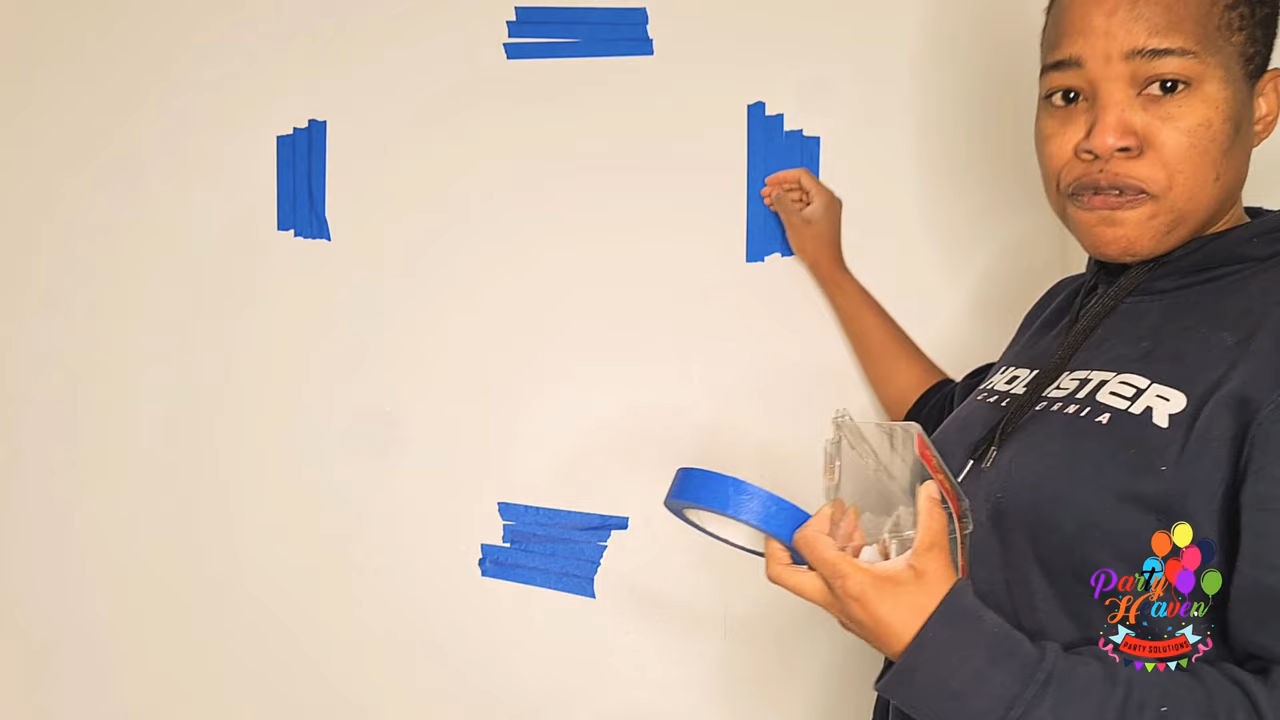 HOLLISTER
CALIFORNIA
Party
Haven
PARTY SOLUTIONS